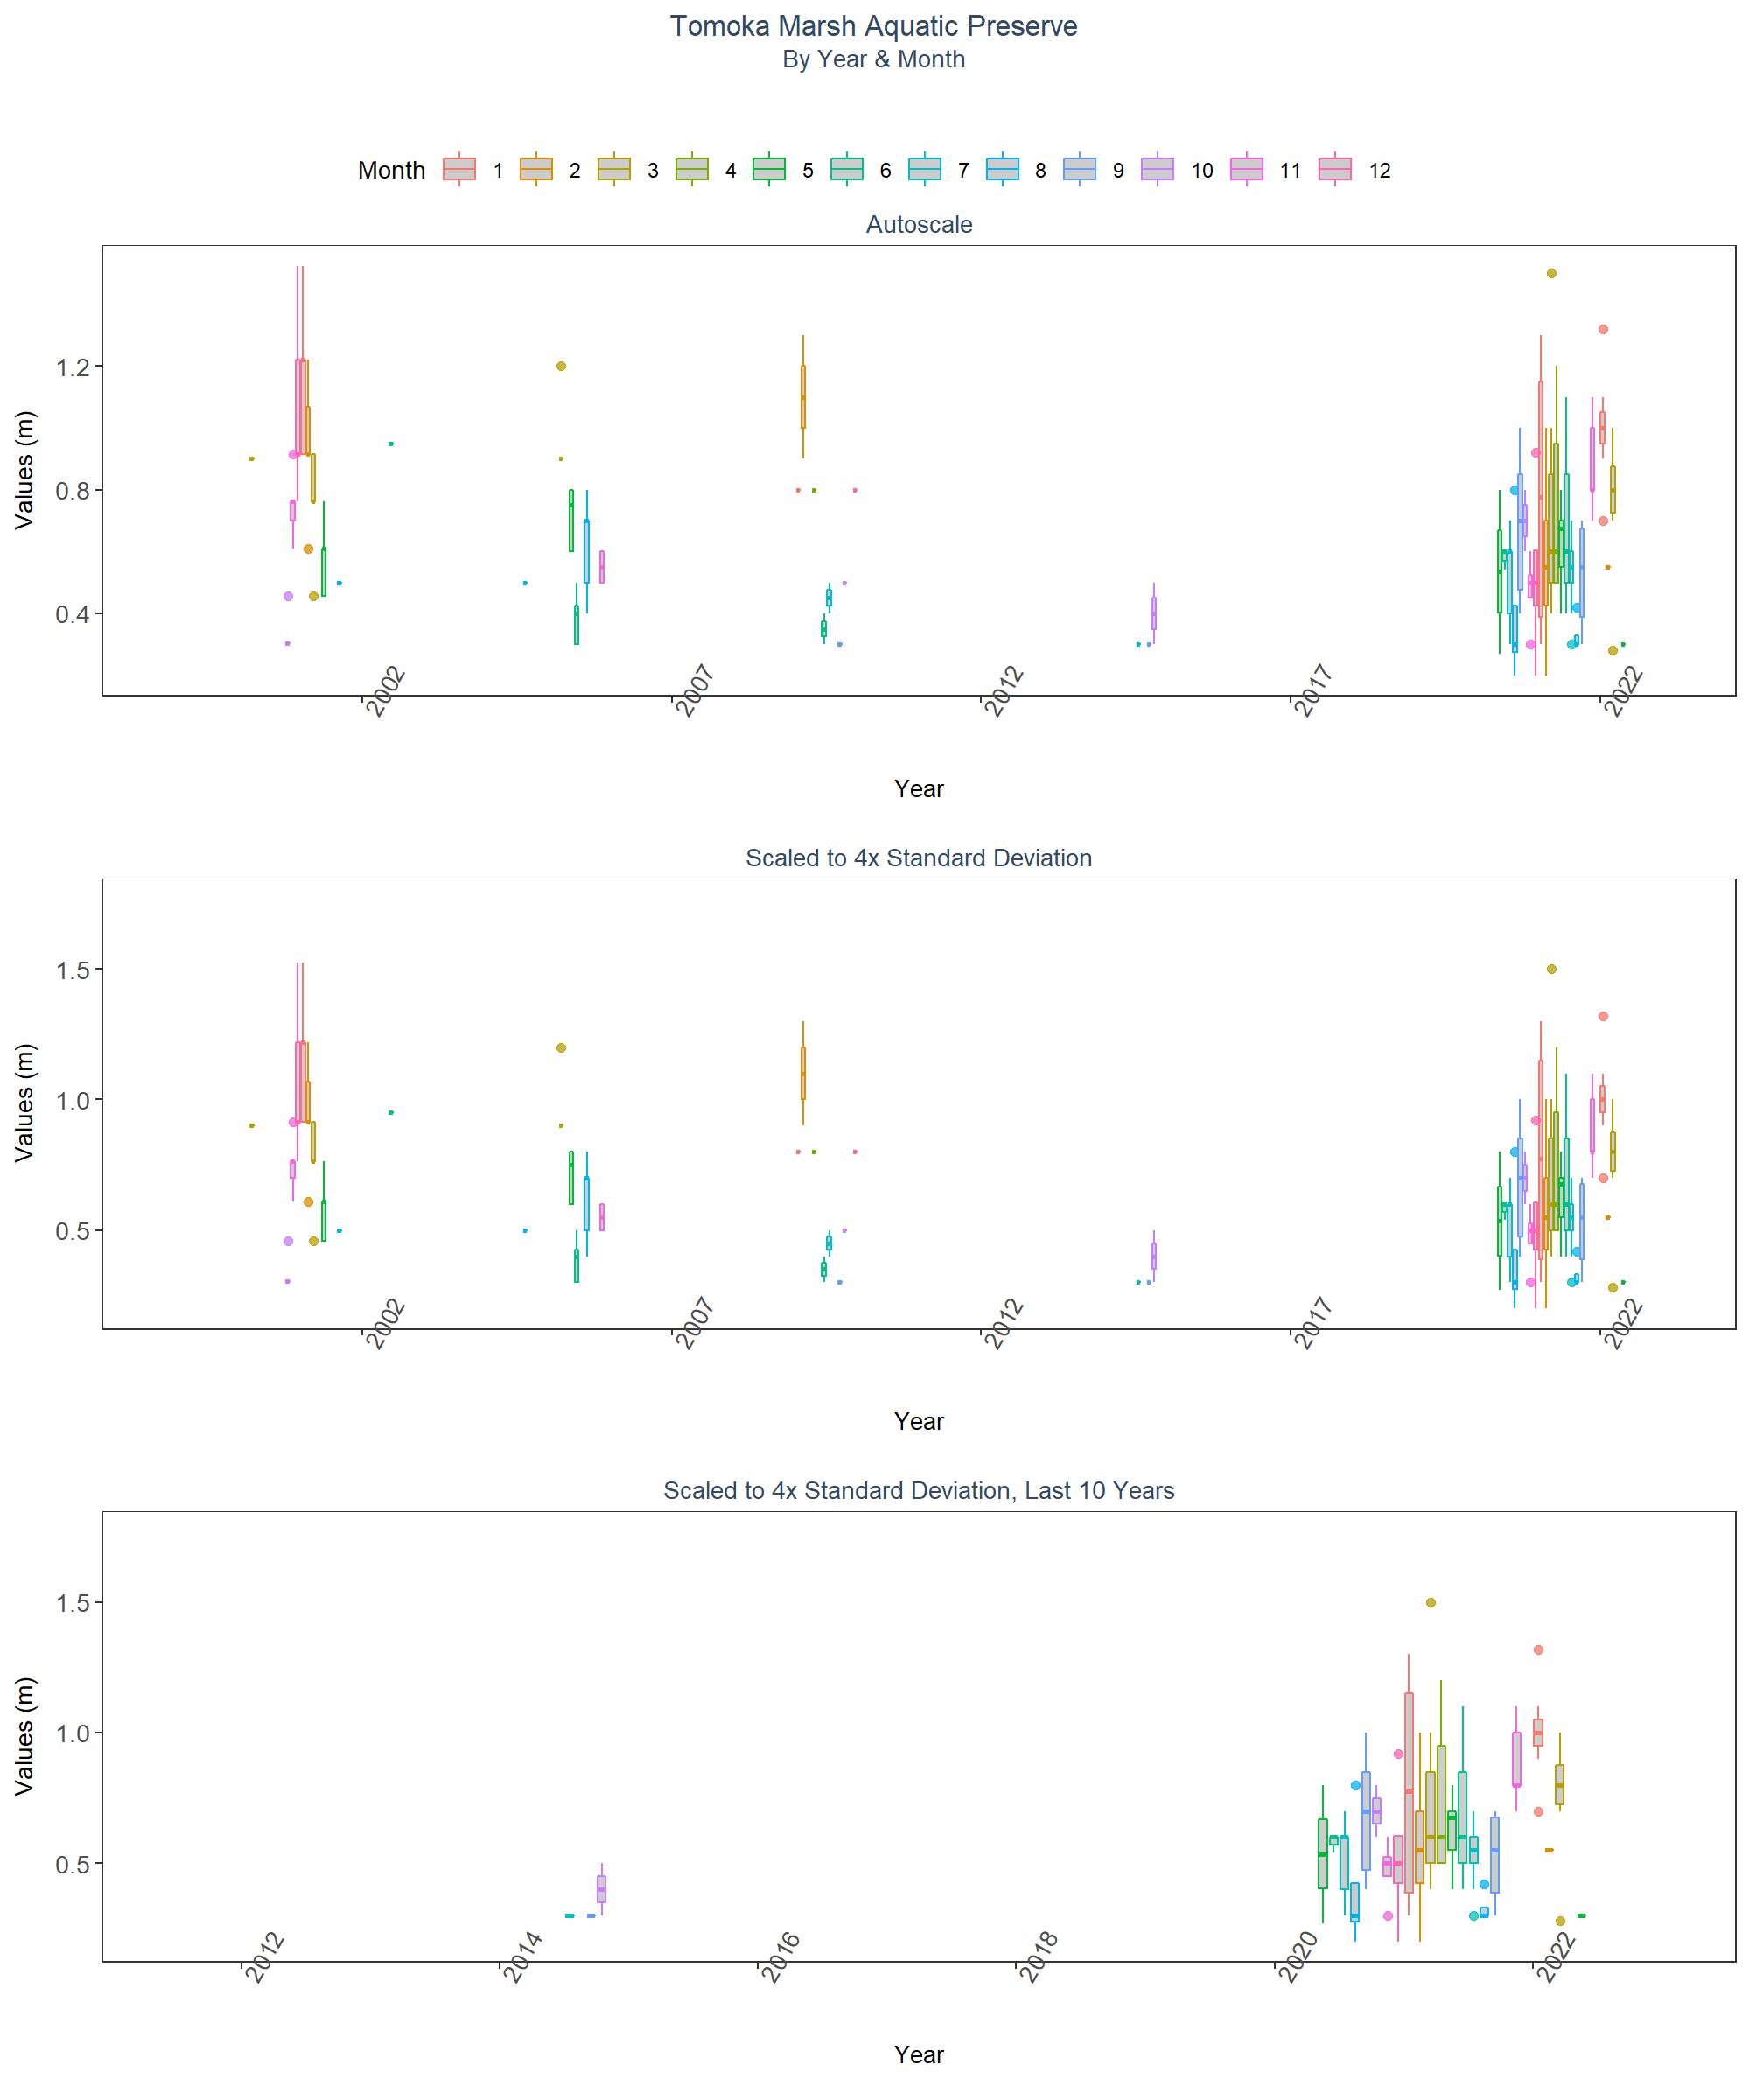 Tomoka Marsh Aquatic Preserve
By Year & Month
Month 1 2 3 4 5 6 7 8 9 10 11 12
Autoscale
Values (m)
1.2
0.8
0.4
2002 2007 2012 2017 2022
Year
Scaled to 4x Standard Deviation
Values (m)
1.5
1.0
0.5
2002 2007 2012 2017 2022
Year
Scaled to 4x Standard Deviation, Last 10 Years
Values (m)
1.5
1.0
0.5
2012 2014 2016 2018 2020 2022
Year